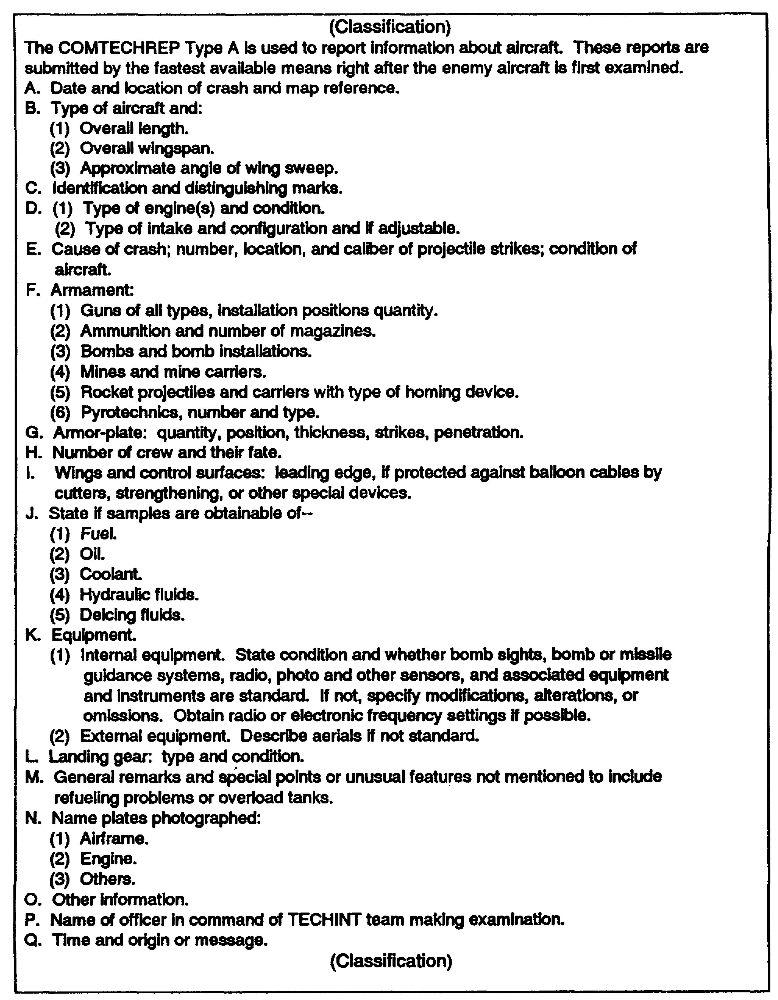 (Classification)
The COMTECHREP Type A is used to report information about aircraft. These reports are
submitted by the fastest available means right after the enemy aircraft is first examined.
A. Date and location of crash and map reference.
B. Type of aircraft and:
(1) Overall length.
(2) Overall wingspan.
(3) Approximate angle of wing sweep.
C. Identification and distinguishing marks.
D. (1) Type of engine(s) and condition.
(2) Type of intake and configuration and if adjustable.
E. Cause of crash; number, location, and caliber of projectile strikes; condition of
aircraft.
F. Armament:
(1) Guns of all types, installation positions quantity.
(2) Ammunition and number of magazines.
(3) Bombs and bomb installations.
(4) Mines and mine carriers.
(5) Rocket projectiles and carriers with type of homing device.
(6) Pyrotechnics, number and type.
G. Armor-plate: quantity, position, thickness, strikes, penetration.
H. Number of crew and their fate.
I. Wings and control surfaces: leading edge, if protected against balloon cables by
cutters, strengthening, or other special devices.
J. State if samples are obtainable of--
(1) Fuel.
(2) Oil.
(3) Coolant.
(4) Hydraulic fluids.
(5) Deicing fluids.
K. Equipment.
(1) Internal equipment. State condition and whether bomb sights, bomb or missile
guidance systems, radio, photo and other sensors, and associated equipment
and instruments are standard. If not, specify modifications, alterations, or
omissions. Obtain radio or electronic frequency settings if possible.
(2) External equipment. Describe aerials if not standard.
L. Landing gear: type and condition.
M. General remarks and special points or unusual features not mentioned to include
refueling problems or overload tanks.
N. Name plates photographed:
(1) Airframe.
(2) Engine.
(3) Others.
O. Other information.
P. Name of officer in command of TECHINT team making examination.
Q. Time and origin or message.
(Classification)